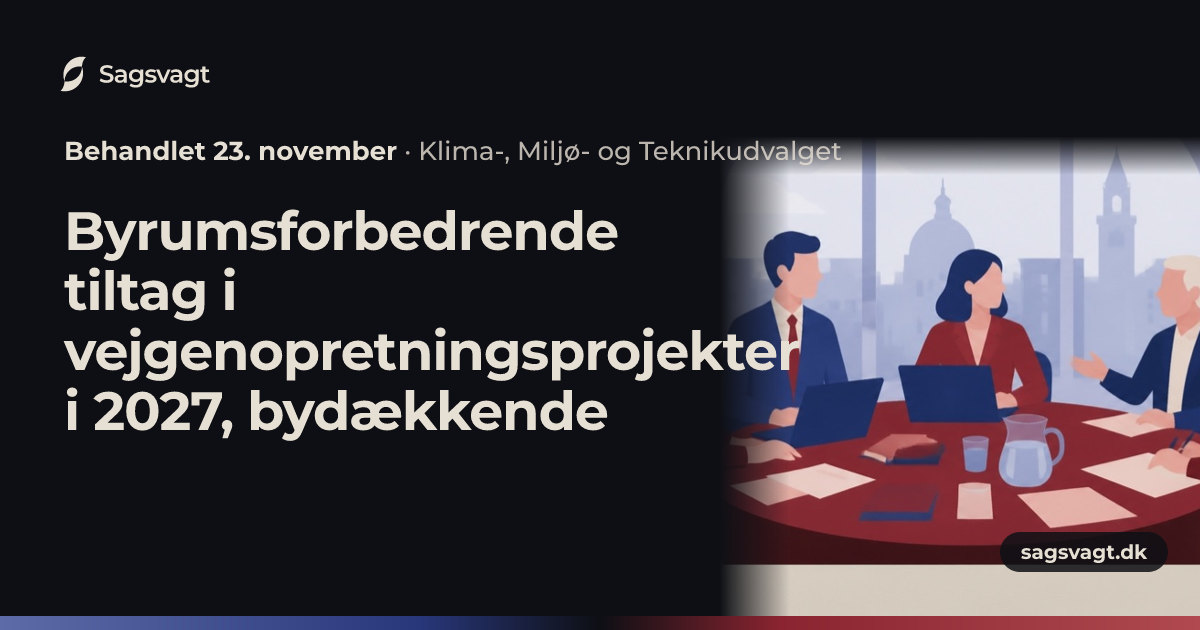 Sagsvagt
Behandlet 23. november · Klima-, Miljø- og Teknikudvalget
Byrumsforbedrende
tiltag i
vejgenopretningsprojekter
i 2027, bydækkende
sagsvagt.dk